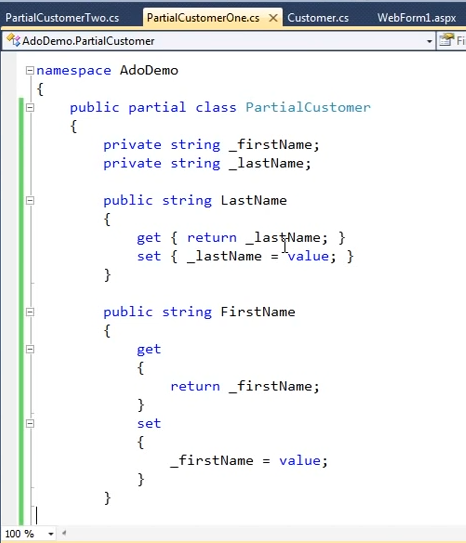 PartialCustomerTwo.cs PartialCustomerOne.cs Customer.cs WebForm1.aspx
AdoDemo.PartialCustomer Fi
namespace AdoDemo
{
public partial class PartialCustomer
{
private string _firstName;
private string _lastName;
public string LastName
{
get { return _lastName; }
set { _lastName = value; }
}
public string FirstName
{
get
{
return _firstName;
}
set
{
_firstName = value;
}
}
100 %